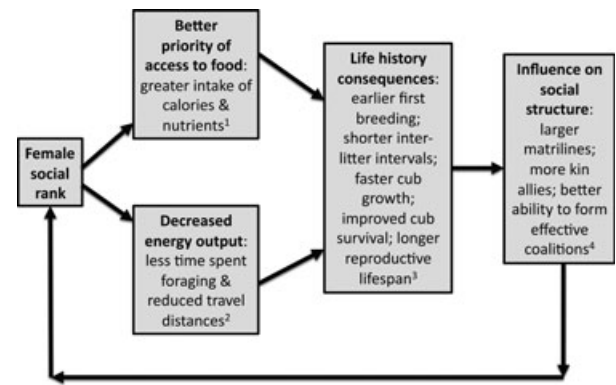 Female
social
rank
Better
priority of
access to food:
greater intake of
calories &
nutrients¹
Decreased
energy output:
less time spent
foraging &
reduced travel
distances²
Life history
consequences:
earlier first
breeding;
shorter inter-
litter intervals;
faster cub
growth;
improved cub
survival; longer
reproductive
lifespan³
Influence on
social
structure:
larger
matrilines;
more kin
allies; better
ability to form
effective
coalitions⁴